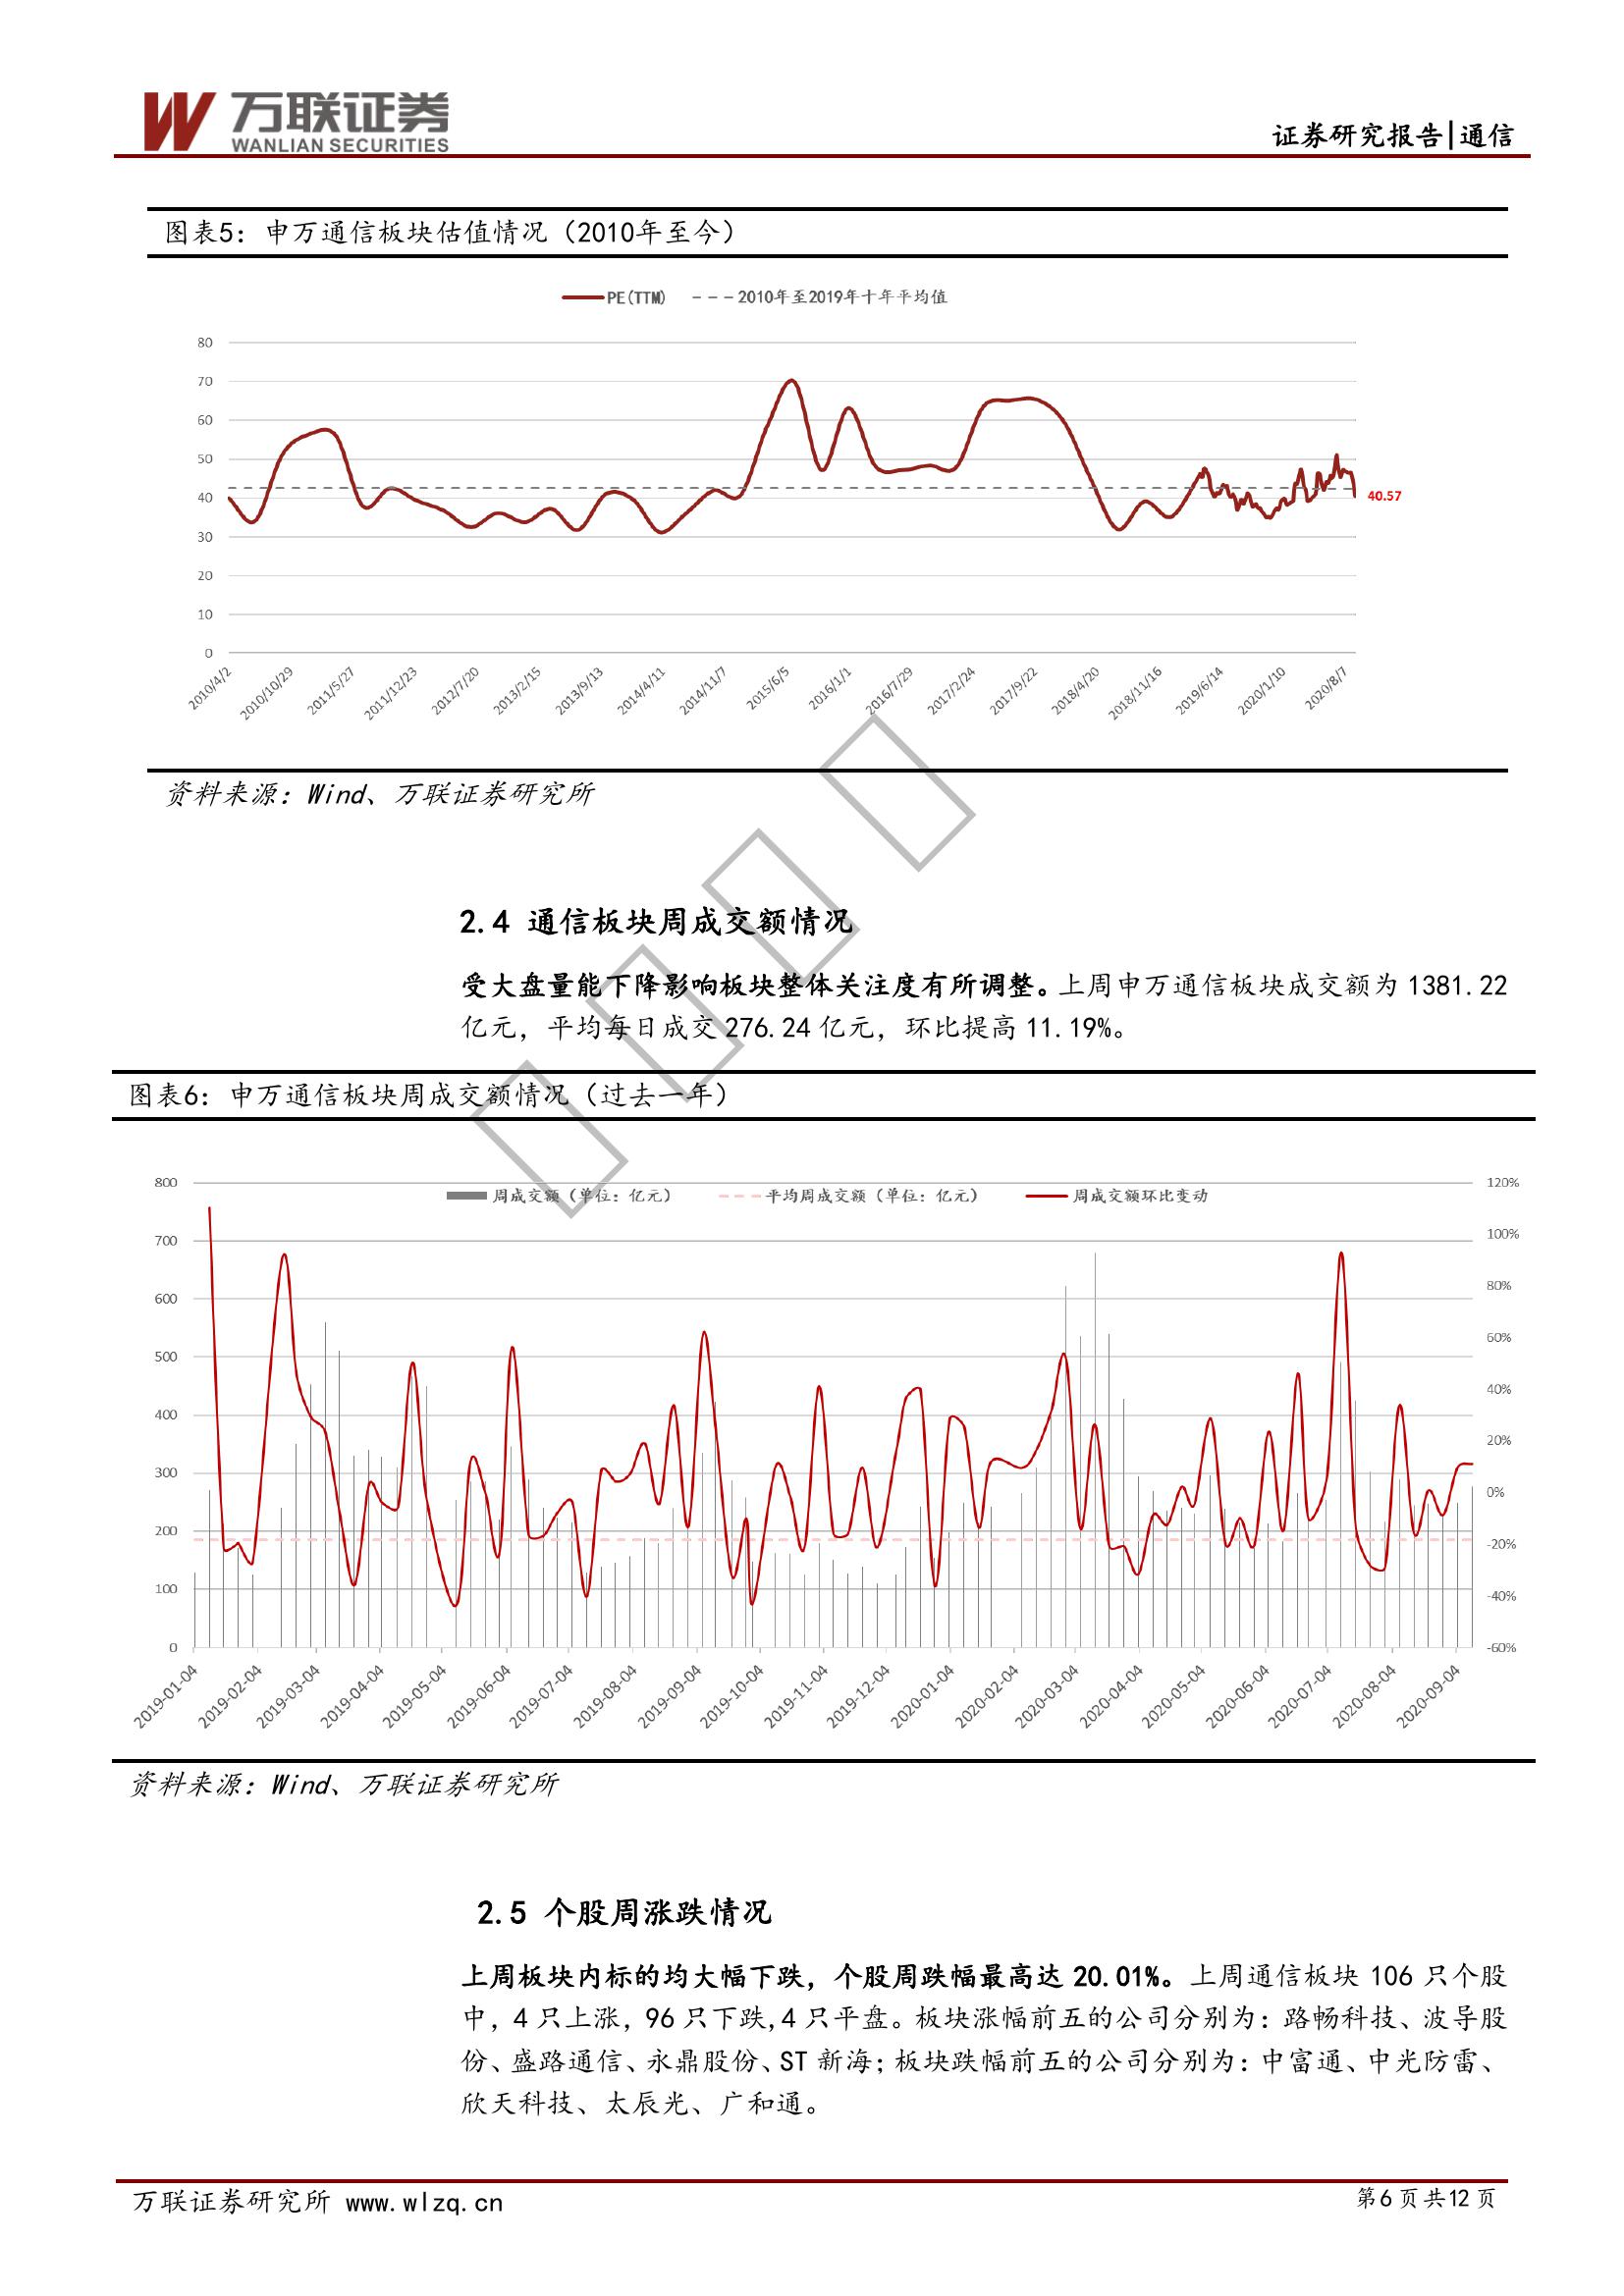 万联证券
WANLIAN SECURITIES
证券研究报告|通信
图表5：申万通信板块估值情况（2010年至今）
PE(TTM) 2010年至2019年十年平均值
80
70
60
50
40
30
20
10
0
40.57
2010/4/2 2010/10/29 2011/5/27 2011/12/23 2012/7/20 2013/2/15 2013/9/13 2014/4/11 2014/11/7 2015/6/5 2016/1/1 2016/7/29 2017/2/24 2017/9/22 2018/4/20 2018/11/16 2019/6/14 2020/1/10 2020/8/7
资料来源：Wind、万联证券研究所
2.4 通信板块周成交额情况
受大盘量能下降影响板块整体关注度有所调整。上周申万通信板块成交额为 1381.22
亿元，平均每日成交 276.24 亿元，环比提高 11.19%。
图表6：申万通信板块周成交额情况（过去一年）
周成交额（单位：亿元） 平均周成交额（单位：亿元） 周成交额环比变动
800 120%
700 100%
600 80%
500 60%
400 40%
300 20%
200 0%
100 -20%
0 -40%
-60%
2019-01-04 2019-02-04 2019-03-04 2019-04-04 2019-05-04 2019-06-04 2019-07-04 2019-08-04 2019-09-04 2019-10-04 2019-11-04 2019-12-04 2020-01-04 2020-02-04 2020-03-04 2020-04-04 2020-05-04 2020-06-04 2020-07-04 2020-08-04 2020-09-04
资料来源：Wind、万联证券研究所
2.5 个股周涨跌情况
上周板块内标的均大幅下跌，个股周跌幅最高达 20.01%。上周通信板块 106 只个股
中，4 只上涨，96 只下跌,4 只平盘。板块涨幅前五的公司分别为：路畅科技、波导股
份、盛路通信、永鼎股份、ST 新海；板块跌幅前五的公司分别为：中富通、中光防雷、
欣天科技、太辰光、广和通。
万联证券研究所 www.wlzq.cn
第6页共12页